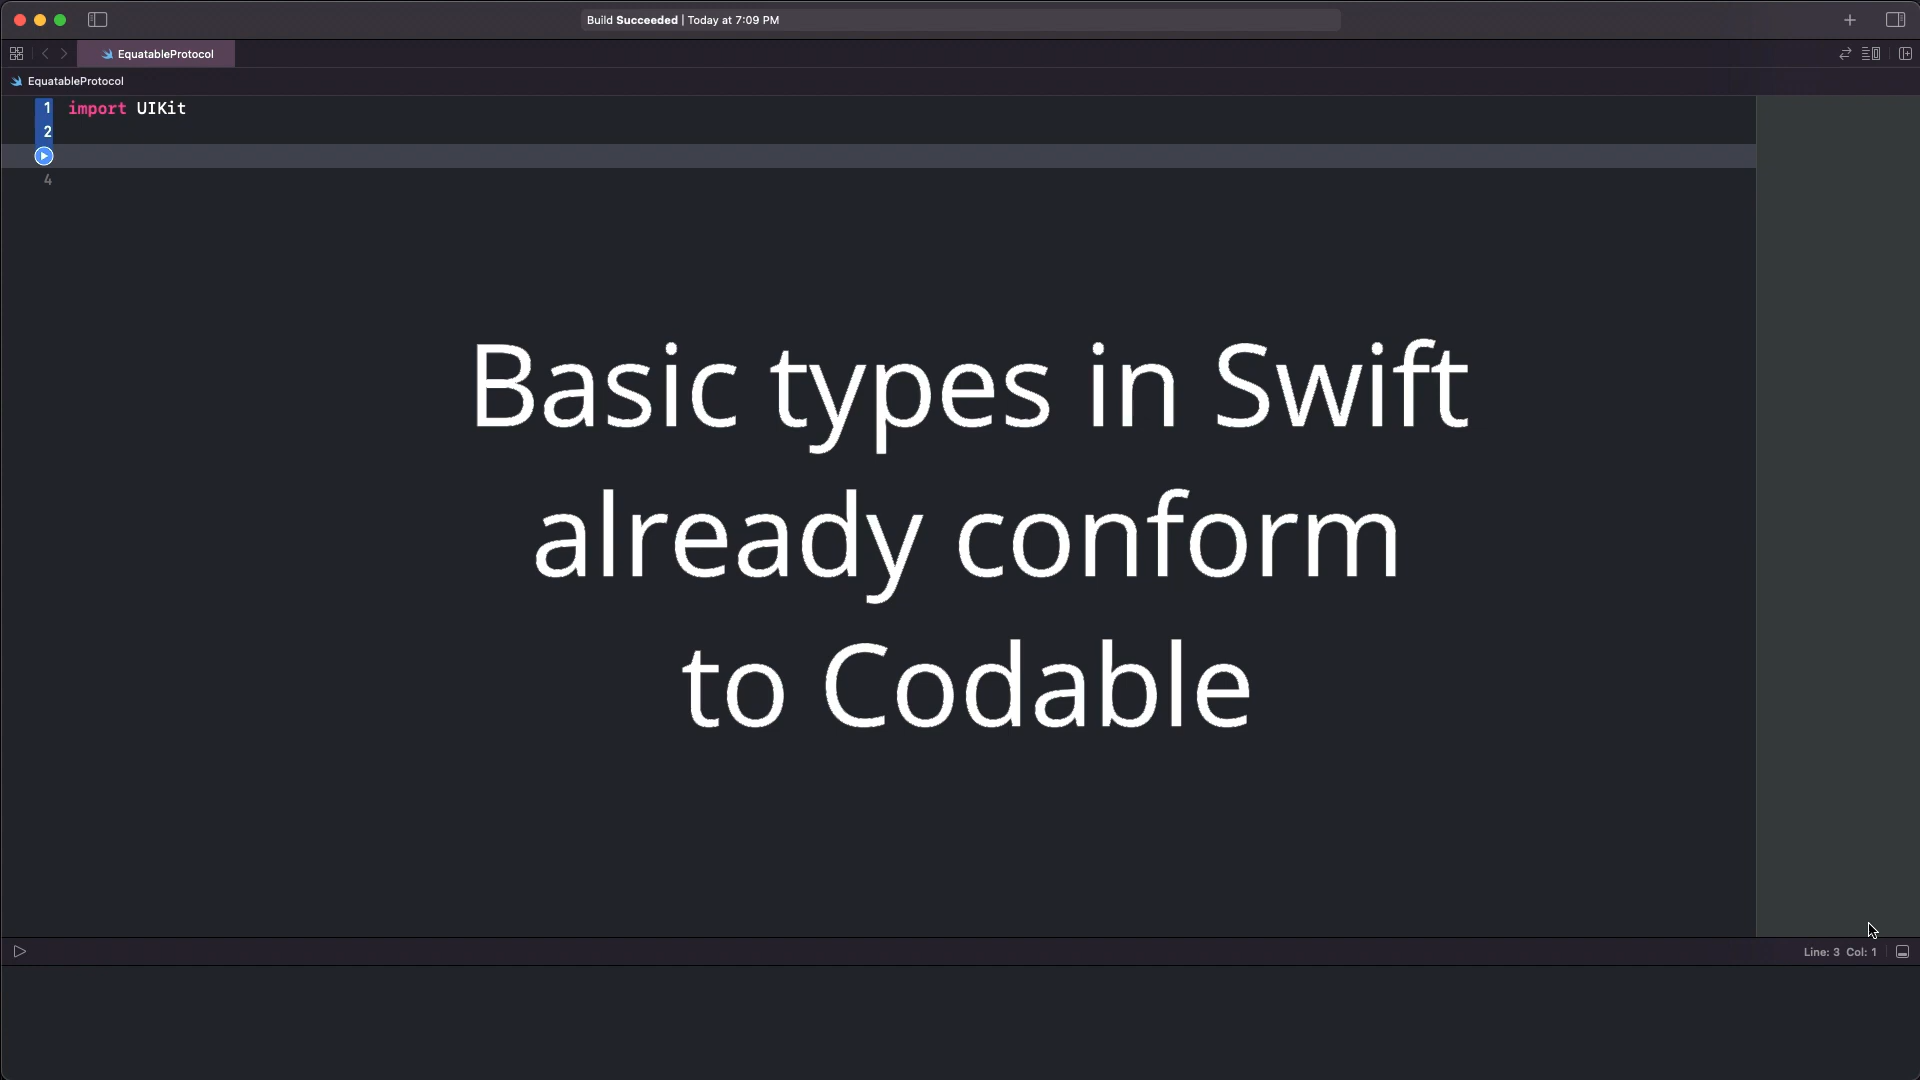 Build Succeeded | Today at 7:09 PM
EquatableProtocol
EquatableProtocol
1 import UIKit
2
4
Basic types in Swift
already conform
to Codable
Line: 3 Col: 1